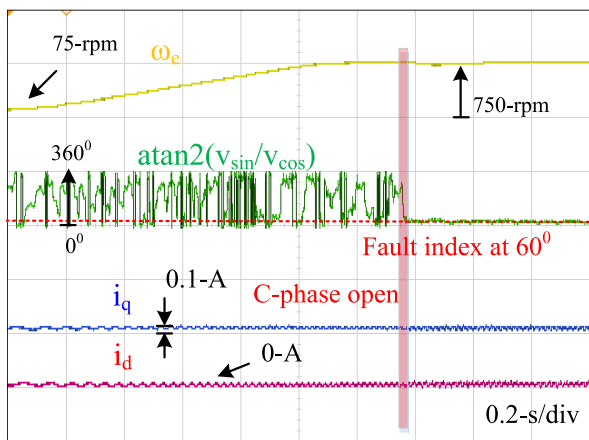 75-rpm
ωe
750-rpm
360⁰
atan2(vsin/vcos)
0⁰
Fault index at 60⁰
0.1-A
C-phase open
iq
id
0-A
0.2-s/div